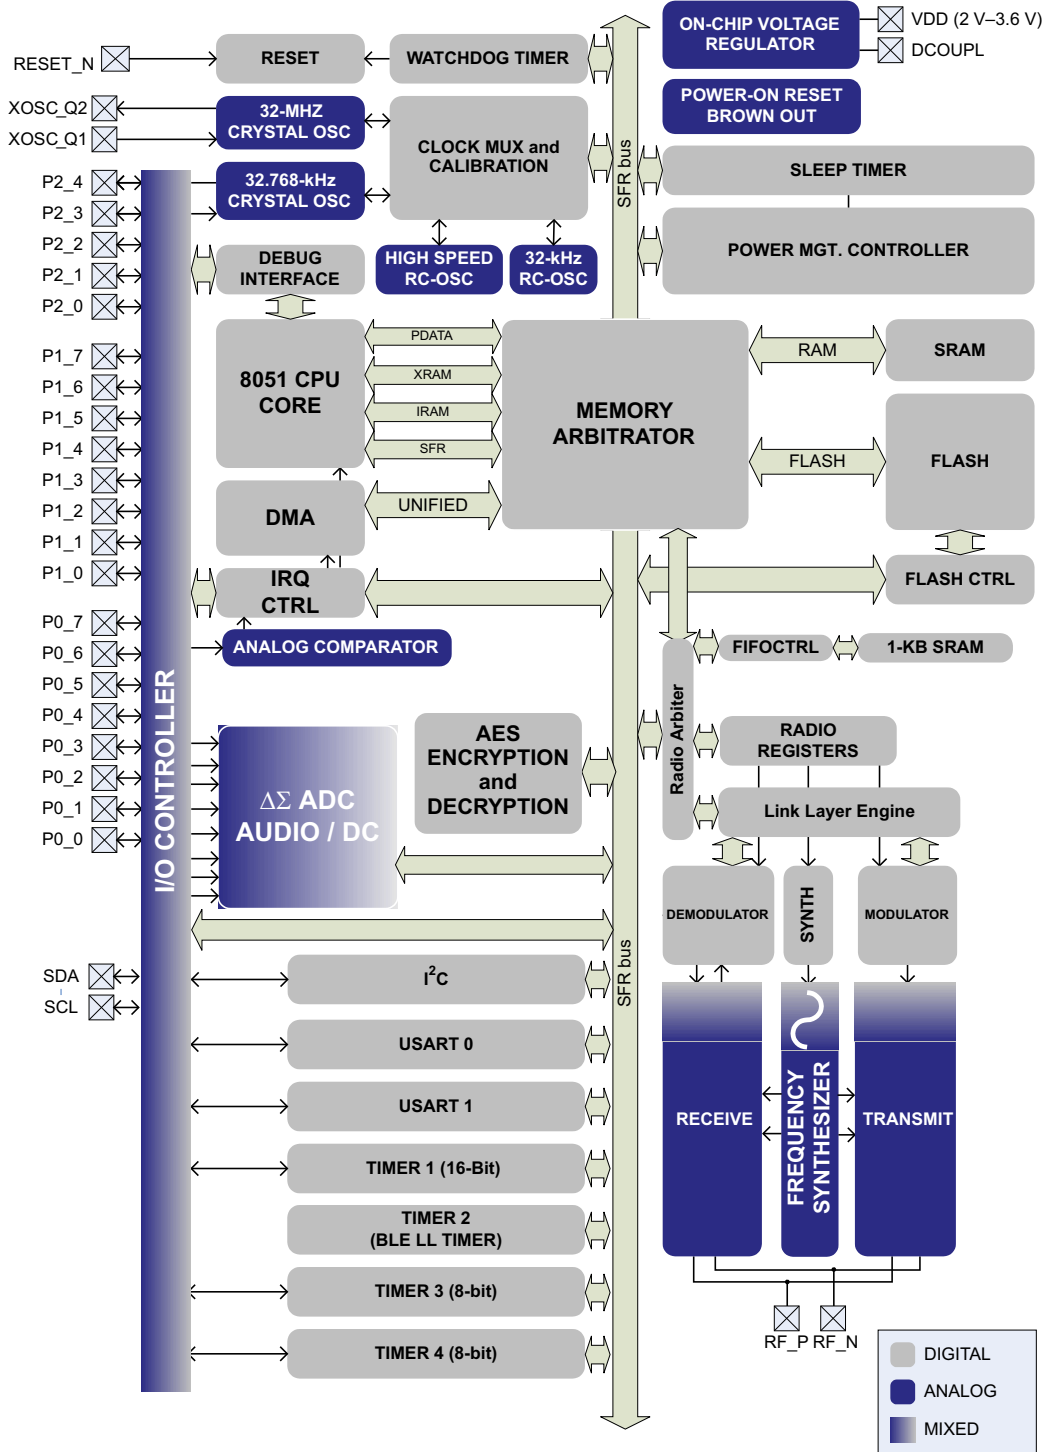 ON-CHIP VOLTAGE
REGULATOR
VDD (2 V–3.6 V)
DCOUPL
RESET_N
RESET
WATCHDOG TIMER
POWER-ON RESET
BROWN OUT
XOSC_Q2
XOSC_Q1
32-MHZ
CRYSTAL OSC
CLOCK MUX and
CALIBRATION
SFR bus
SLEEP TIMER
32.768-kHz
CRYSTAL OSC
POWER MGT. CONTROLLER
HIGH SPEED
RC-OSC
32-kHz
RC-OSC
DEBUG
INTERFACE
P2_4
P2_3
P2_2
P2_1
P2_0
P1_7
P1_6
P1_5
P1_4
P1_3
P1_2
P1_1
P1_0
P0_7
P0_6
P0_5
P0_4
P0_3
P0_2
P0_1
P0_0
SDA
SCL
I/O CONTROLLER
8051 CPU
CORE
PDATA
XRAM
IRAM
SFR
UNIFIED
DMA
MEMORY
ARBITRATOR
RAM
SRAM
FLASH
FLASH
IRQ
CTRL
FLASH CTRL
ANALOG COMPARATOR
FIFOCTRL
1-KB SRAM
Radio Arbiter
RADIO
REGISTERS
Link Layer Engine
AES
ENCRYPTION
and
DECRYPTION
ΔΣ ADC
AUDIO / DC
DEMODULATOR
SYNTH
MODULATOR
SFR bus
I2C
USART 0
USART 1
TIMER 1 (16-Bit)
TIMER 2
(BLE LL TIMER)
TIMER 3 (8-bit)
TIMER 4 (8-bit)
RECEIVE
FREQUENCY
SYNTHESIZER
TRANSMIT
RF_P
RF_N
DIGITAL
ANALOG
MIXED